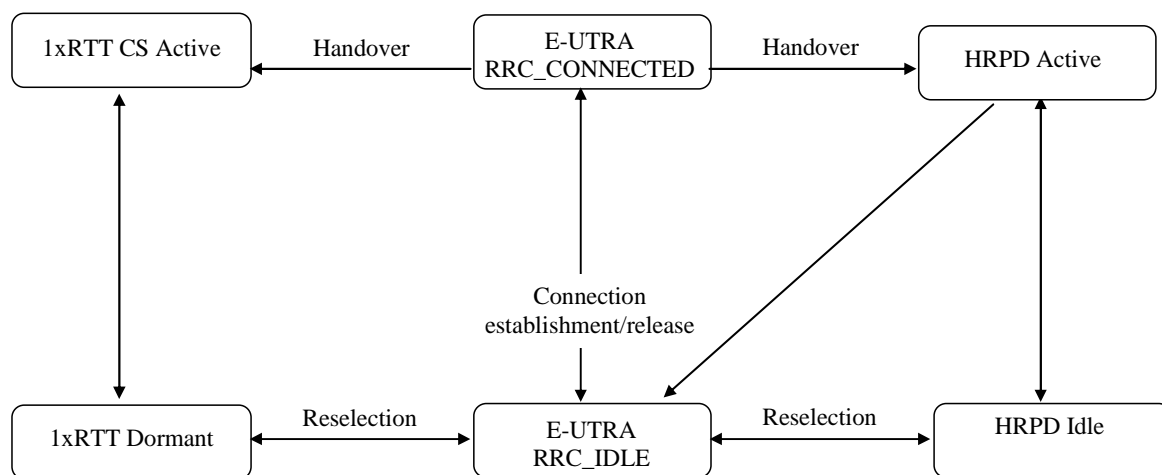 1xRTT CS Active
Handover
E-UTRA
RRC_CONNECTED
Handover
HRPD Active
Connection
establishment/release
1xRTT Dormant
Reselection
E-UTRA
RRC_IDLE
Reselection
HRPD Idle